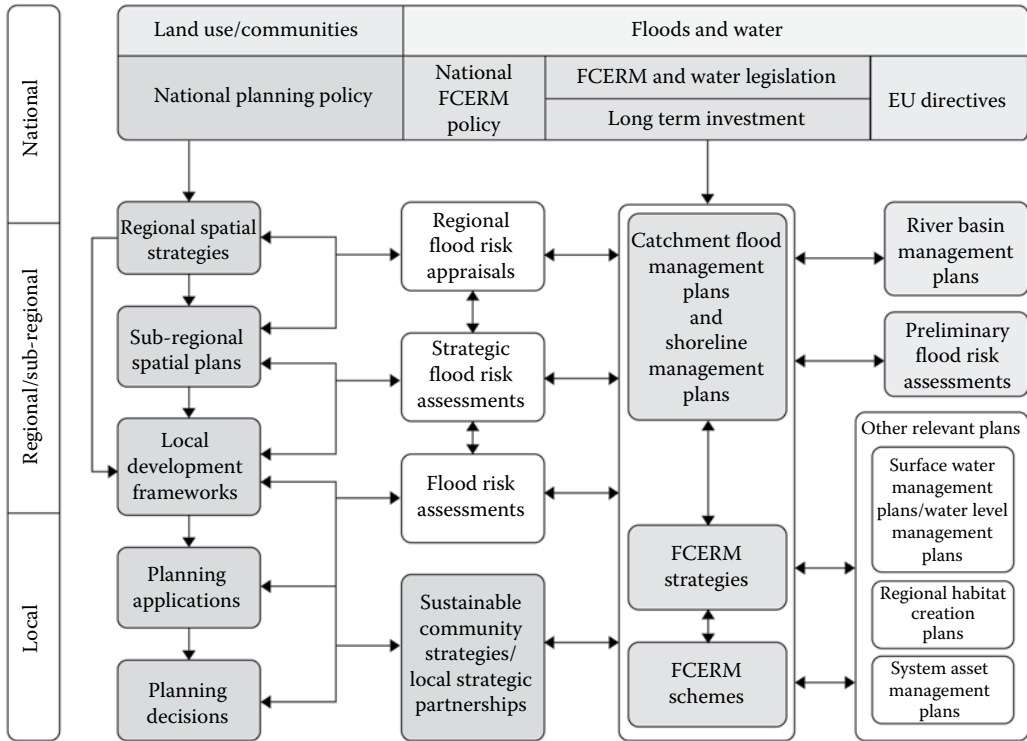 Land use/communities
Floods and water
National planning policy
National
FCERM
policy
FCERM and water legislation
Long term investment
EU directives
National
Regional/sub-regional
Local
Regional spatial
strategies
Sub-regional
spatial plans
Local
development
frameworks
Planning
applications
Planning
decisions
Regional
flood risk
appraisals
Strategic
flood risk
assessments
Flood risk
assessments
Sustainable
community
strategies/
local strategic
partnerships
Catchment flood
management
plans
and
shoreline
management
plans
FCERM
strategies
FCERM
schemes
River basin
management
plans
Preliminary
flood risk
assessments
Other relevant plans
Surface water
management
plans/water level
management
plans
Regional habitat
creation
plans
System asset
management
plans